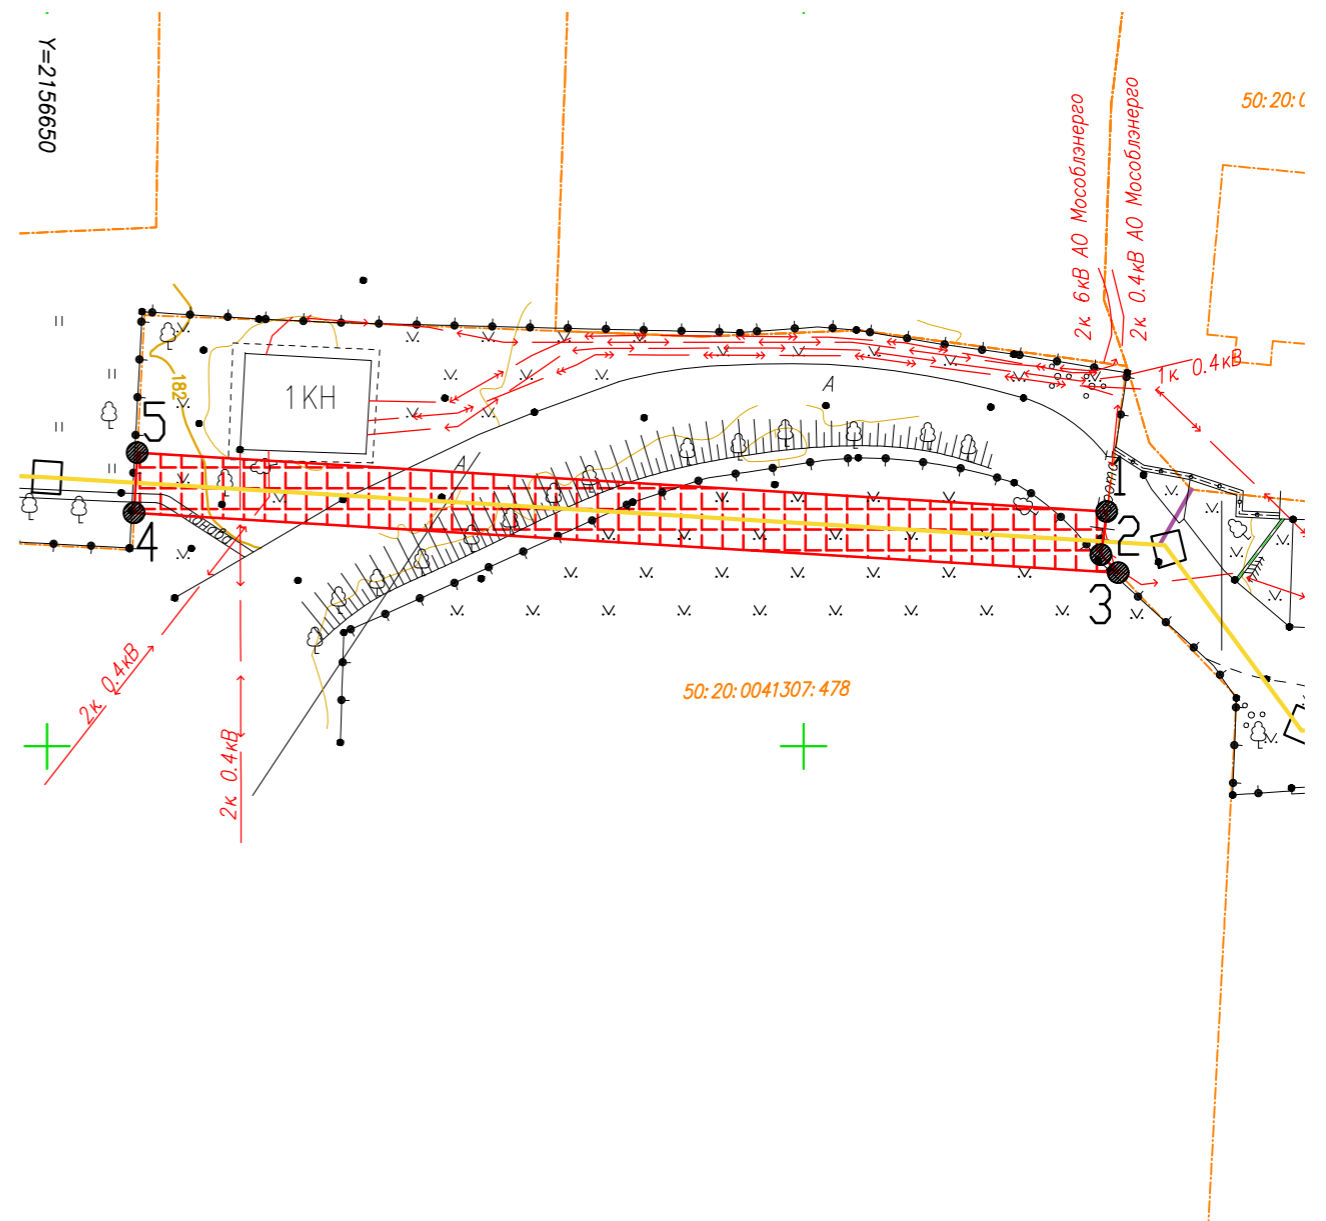 Y=2156650
2к 6кВ АО Мособлэнерго
2к 0.4кВ АО Мособлэнерго
50:20:0
1к 0.4кВ
182
1КН
А
А
5
4
1
2
3
2к 0.4кВ
2к 0.4кВ
50:20:0041307:478